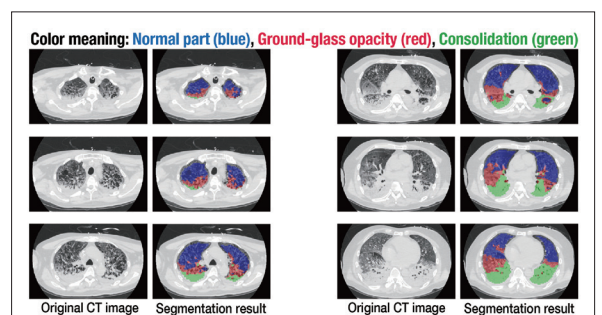 Color meaning: Normal part (blue), Ground-glass opacity (red), Consolidation (green)
Original CT image
Segmentation result
Original CT image
Segmentation result